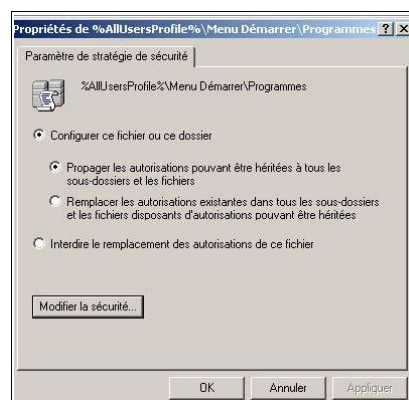 Propriétés de %AllUsersProfile%\Menu Démarrer\Programmes
Paramètre de stratégie de sécurité
%AllUsersProfile%\Menu Démarrer\Programmes
Configurer ce fichier ou ce dossier
Propager les autorisations pouvant être héritées à tous les
sous-dossiers et les fichiers
Remplacer les autorisations existantes dans tous les sous-dossiers
et les fichiers disposants d'autorisations pouvant être héritées
Interdire le remplacement des autorisations de ce fichier
Modifier la sécurité...
OK Annuler Appliquer